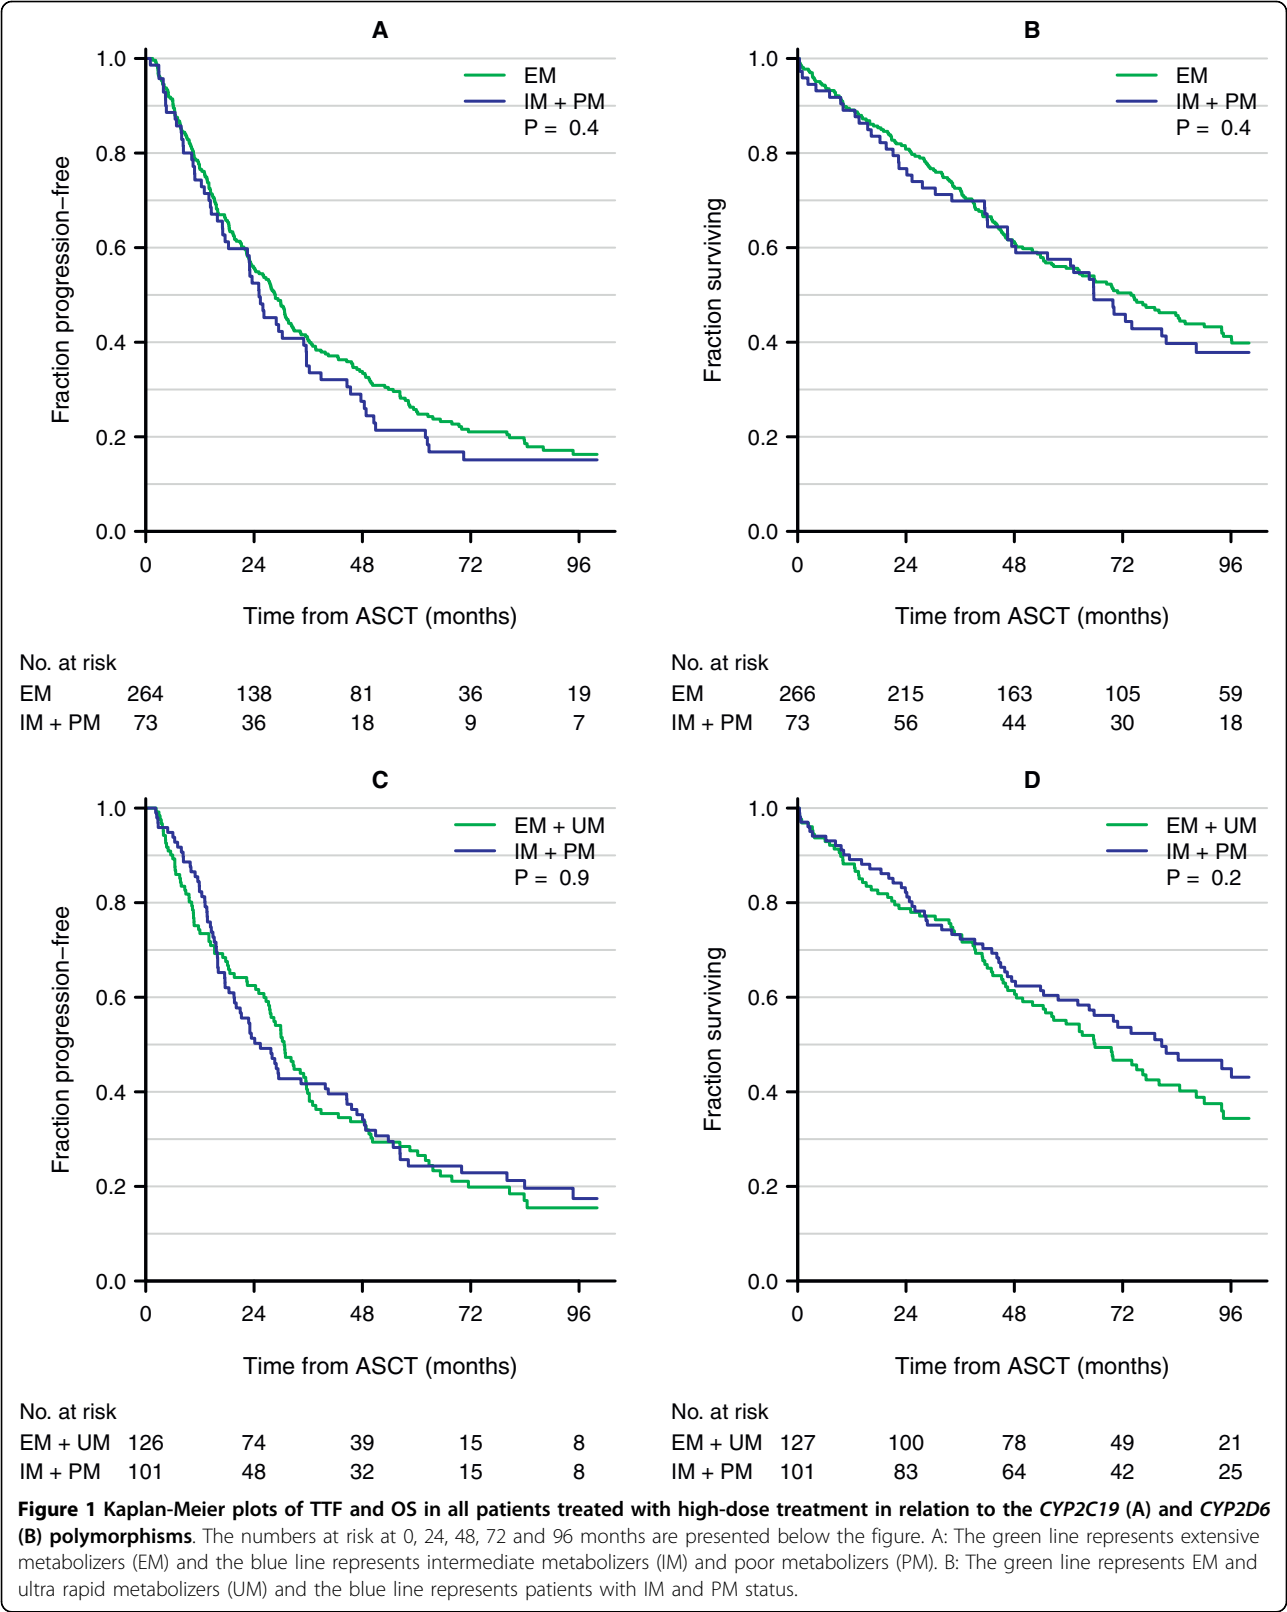 A
1.0
0.8
0.6
0.4
0.2
0.0
Fraction progression–free
EM
IM + PM
P = 0.4
0 24 48 72 96
Time from ASCT (months)
No. at risk
EM 264 138 81 36 19
IM + PM 73 36 18 9 7
B
1.0
0.8
0.6
0.4
0.2
0.0
Fraction surviving
EM
IM + PM
P = 0.4
0 24 48 72 96
Time from ASCT (months)
No. at risk
EM 266 215 163 105 59
IM + PM 73 56 44 30 18
C
1.0
0.8
0.6
0.4
0.2
0.0
Fraction progression–free
EM + UM
IM + PM
P = 0.9
0 24 48 72 96
Time from ASCT (months)
No. at risk
EM + UM 126 74 39 15 8
IM + PM 101 48 32 15 8
D
1.0
0.8
0.6
0.4
0.2
0.0
Fraction surviving
EM + UM
IM + PM
P = 0.2
0 24 48 72 96
Time from ASCT (months)
No. at risk
EM + UM 127 100 78 49 21
IM + PM 101 83 64 42 25
Figure 1 Kaplan-Meier plots of TTF and OS in all patients treated with high-dose treatment in relation to the CYP2C19 (A) and CYP2D6
(B) polymorphisms. The numbers at risk at 0, 24, 48, 72 and 96 months are presented below the figure. A: The green line represents extensive
metabolizers (EM) and the blue line represents intermediate metabolizers (IM) and poor metabolizers (PM). B: The green line represents EM and
ultra rapid metabolizers (UM) and the blue line represents patients with IM and PM status.